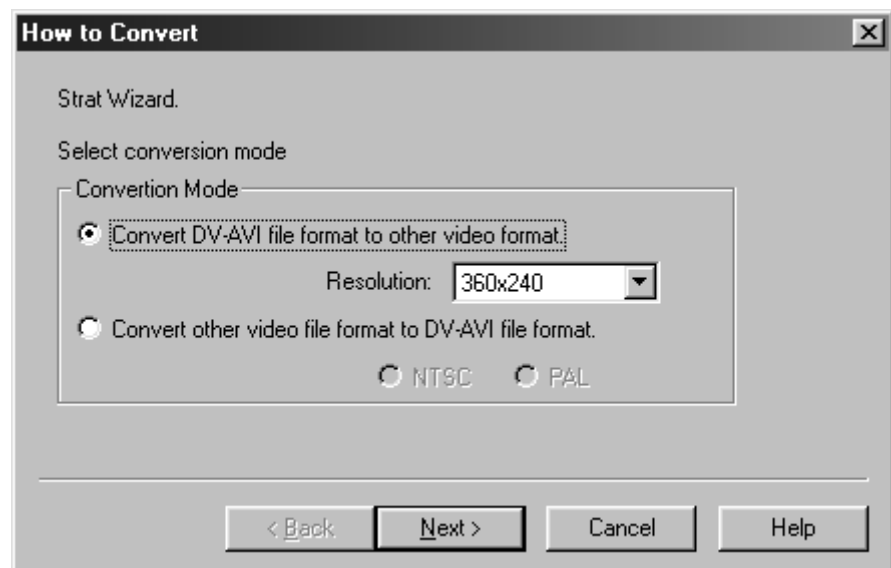 How to Convert
Strat Wizard.
Select conversion mode
Convertion Mode
Convert DV-AVI file format to other video format.
Resolution: 360x240
Convert other video file format to DV-AVI file format.
NTSC PAL
< Back Next > Cancel Help